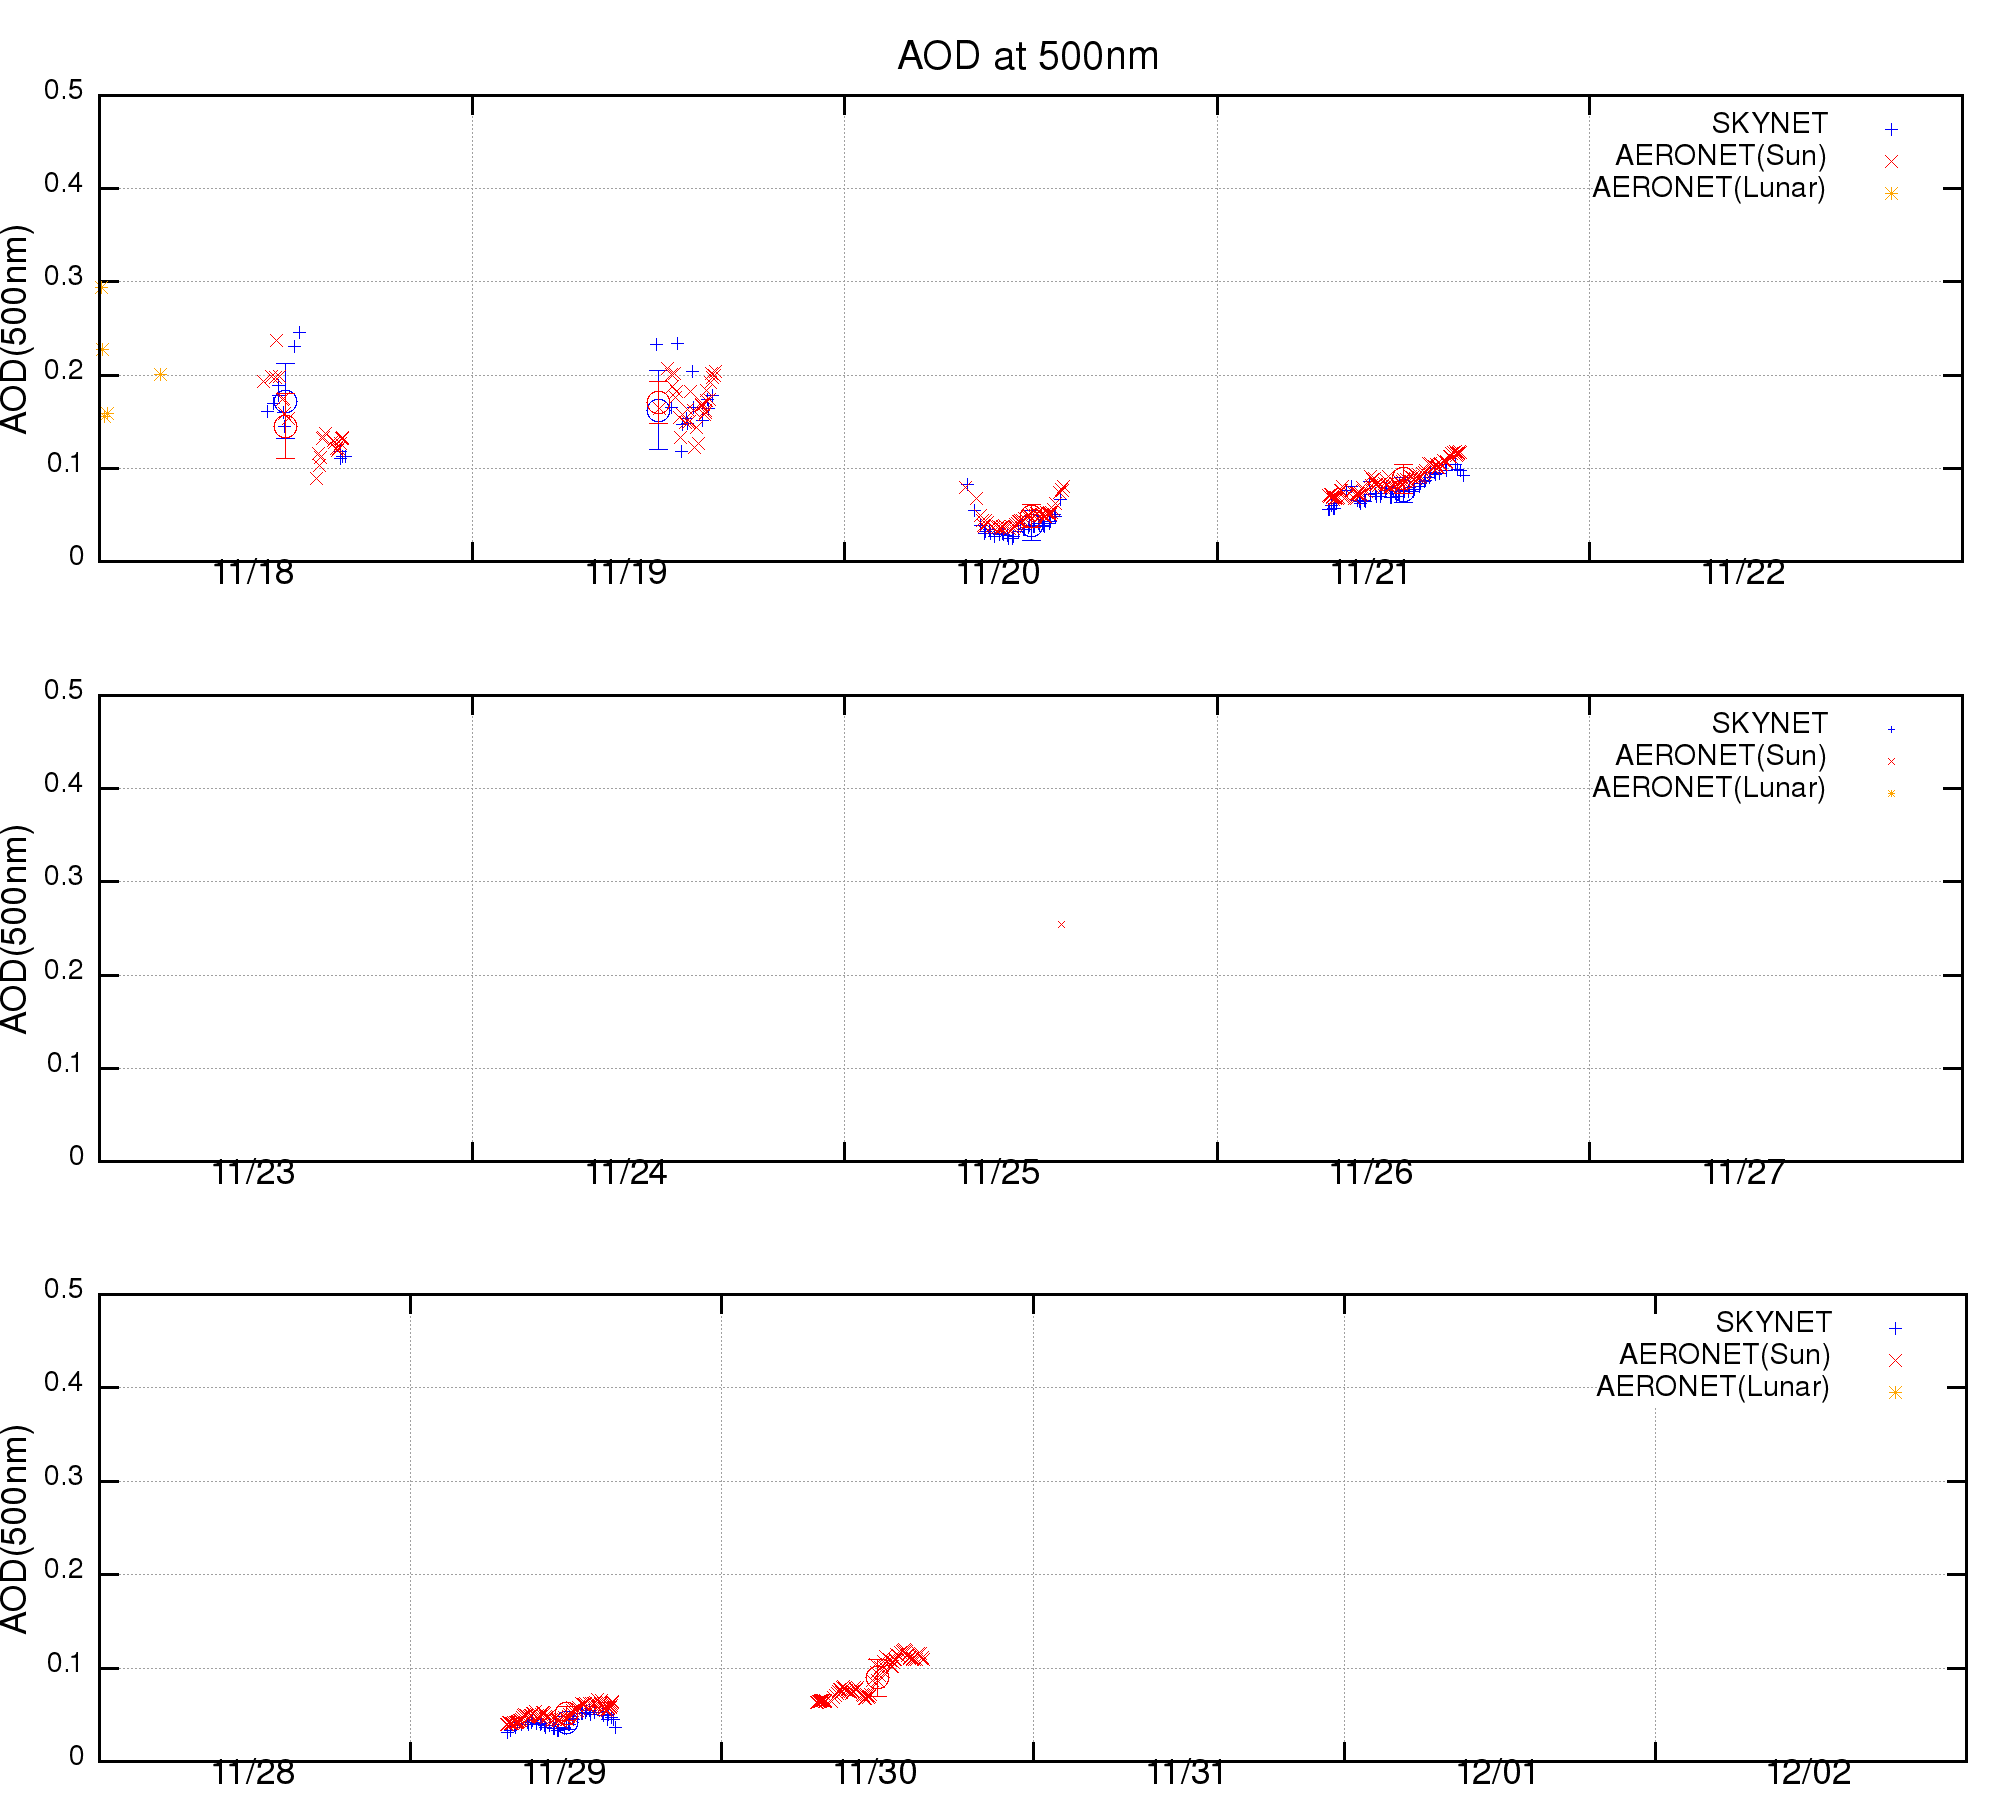 AOD at 500nm
0.5
0.4
0.3
0.2
0.1
0
AOD(500nm)
SKYNET
AERONET(Sun)
AERONET(Lunar)
11/18 11/19 11/20 11/21 11/22
0.5
0.4
0.3
0.2
0.1
0
AOD(500nm)
SKYNET
AERONET(Sun)
AERONET(Lunar)
11/23 11/24 11/25 11/26 11/27
0.5
0.4
0.3
0.2
0.1
0
AOD(500nm)
SKYNET
AERONET(Sun)
AERONET(Lunar)
11/28 11/29 11/30 11/31 12/01 12/02